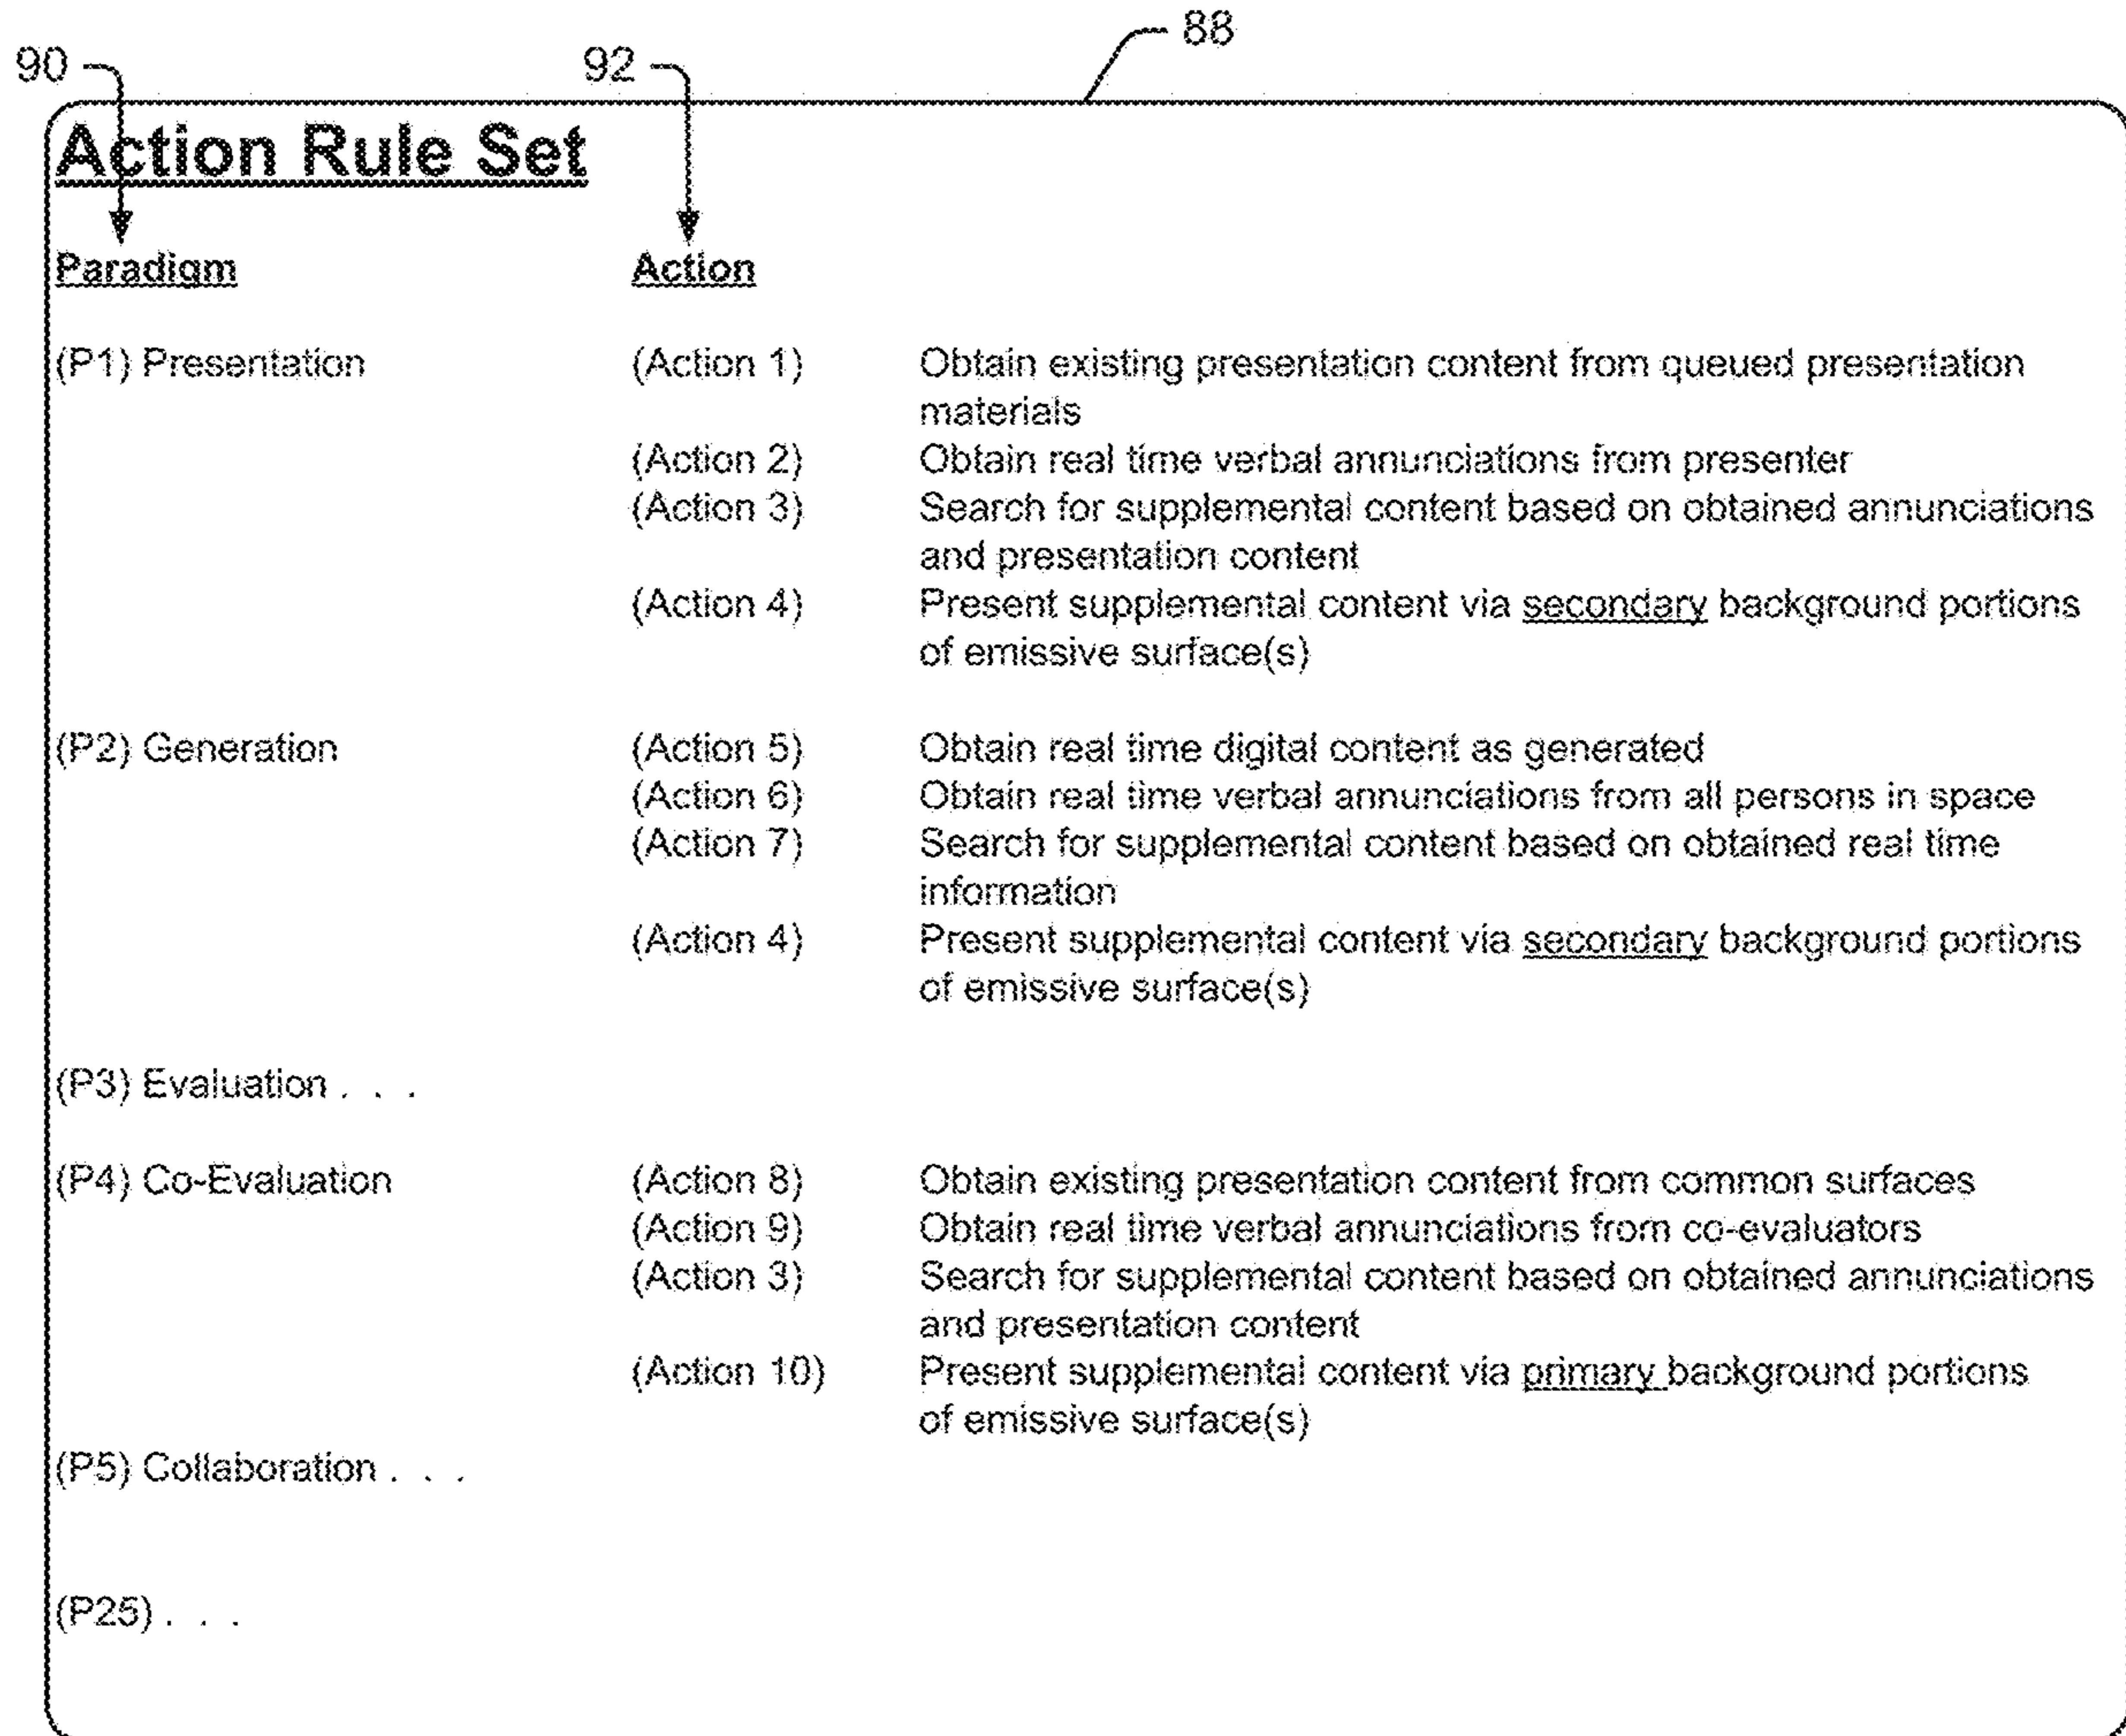 88
90
92
Action Rule Set
Paradigm Action
(P1) Presentation (Action 1) Obtain existing presentation content from queued presentation
materials
(Action 2) Obtain real time verbal annunciations from presenter
(Action 3) Search for supplemental content based on obtained annunciations
and presentation content
(Action 4) Present supplemental content via secondary background portions
of emissive surface(s)
(P2) Generation (Action 5) Obtain real time digital content as generated
(Action 6) Obtain real time verbal annunciations from all persons in space
(Action 7) Search for supplemental content based on obtained real time
information
(Action 4) Present supplemental content via secondary background portions
of emissive surface(s)
(P3) Evaluation . . .
(P4) Co-Evaluation (Action 8) Obtain existing presentation content from common surfaces
(Action 9) Obtain real time verbal annunciations from co-evaluators
(Action 3) Search for supplemental content based on obtained annunciations
and presentation content
(Action 10) Present supplemental content via primary background portions
of emissive surface(s)
(P5) Collaboration . . .
(P25) . . .